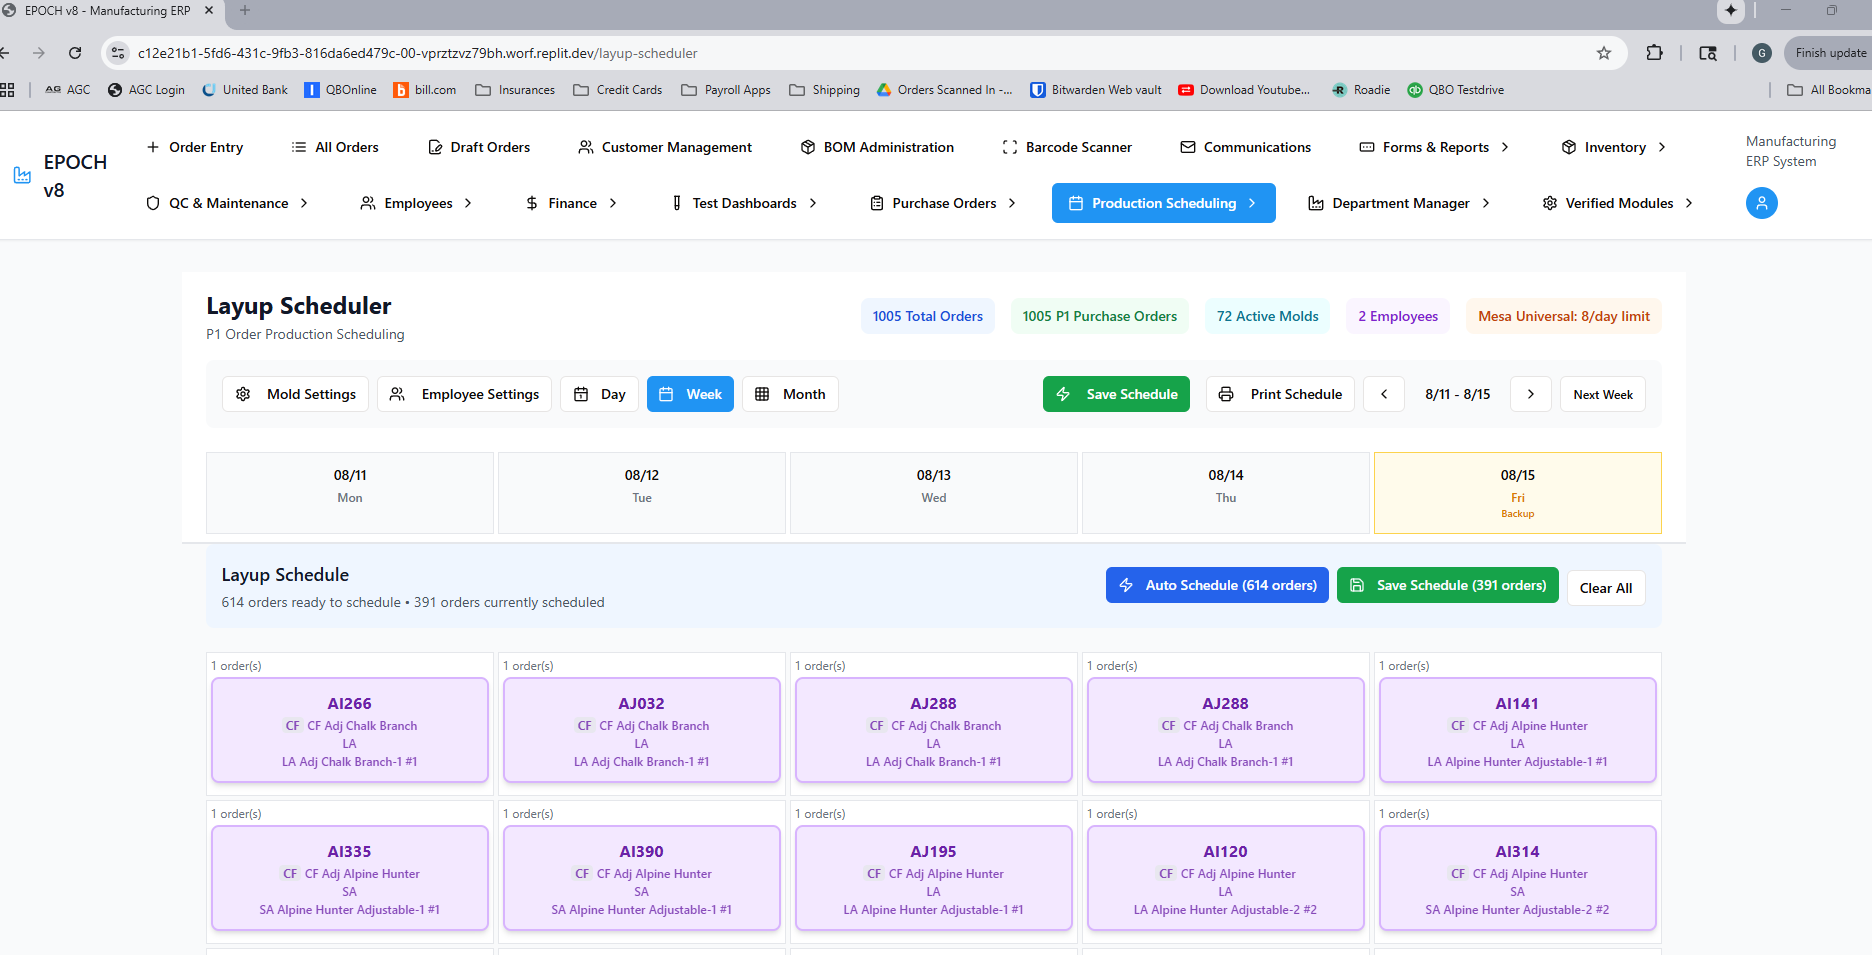 EPOCH v8 - Manufacturing ERP
c12e21b1-5fd6-431c-9fb3-816da6ed479c-00-vprztzvz79bh.worf.replit.dev/layup-scheduler
G
Finish update
AG AGC
AGC Login
United Bank
QBOnline
bill.com
Insurances
Credit Cards
Payroll Apps
Shipping
Orders Scanned In -...
Bitwarden Web vault
Download Youtube...
Roadie
QBO Testdrive
All Bookma
EPOCH
v8
Order Entry
All Orders
Draft Orders
Customer Management
BOM Administration
Barcode Scanner
Communications
Forms & Reports
Inventory
Manufacturing
ERP System
QC & Maintenance
Employees
Finance
Test Dashboards
Purchase Orders
Production Scheduling
Department Manager
Verified Modules
Layup Scheduler
P1 Order Production Scheduling
1005 Total Orders
1005 P1 Purchase Orders
72 Active Molds
2 Employees
Mesa Universal: 8/day limit
Mold Settings
Employee Settings
Day
Week
Month
Save Schedule
Print Schedule
8/11 - 8/15
Next Week
08/11
Mon
08/12
Tue
08/13
Wed
08/14
Thu
08/15
Fri
Backup
Layup Schedule
614 orders ready to schedule • 391 orders currently scheduled
Auto Schedule (614 orders)
Save Schedule (391 orders)
Clear All
1 order(s)
AI266
CF CF Adj Chalk Branch
LA
LA Adj Chalk Branch-1 #1
1 order(s)
AJ032
CF CF Adj Chalk Branch
LA
LA Adj Chalk Branch-1 #1
1 order(s)
AJ288
CF CF Adj Chalk Branch
LA
LA Adj Chalk Branch-1 #1
1 order(s)
AJ288
CF CF Adj Chalk Branch
LA
LA Adj Chalk Branch-1 #1
1 order(s)
AI141
CF CF Adj Alpine Hunter
LA
LA Alpine Hunter Adjustable-1 #1
1 order(s)
AI335
CF CF Adj Alpine Hunter
SA
SA Alpine Hunter Adjustable-1 #1
1 order(s)
AI390
CF CF Adj Alpine Hunter
SA
SA Alpine Hunter Adjustable-1 #1
1 order(s)
AJ195
CF CF Adj Alpine Hunter
LA
LA Alpine Hunter Adjustable-1 #1
1 order(s)
AI120
CF CF Adj Alpine Hunter
LA
LA Alpine Hunter Adjustable-2 #2
1 order(s)
AI314
CF CF Adj Alpine Hunter
SA
SA Alpine Hunter Adjustable-2 #2